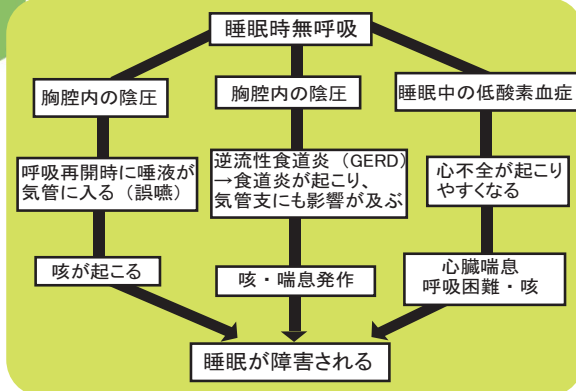 睡眠時無呼吸
胸腔内の陰圧
胸腔内の陰圧
睡眠中の低酸素血症
呼吸再開時に唾液が
気管に入る（誤嚥）
逆流性食道炎（GERD）
→食道炎が起こり、
気管支にも影響が及ぶ
心不全が起こり
やすくなる
咳が起こる
咳・喘息発作
心臓喘息
呼吸困難・咳
睡眠が障害される